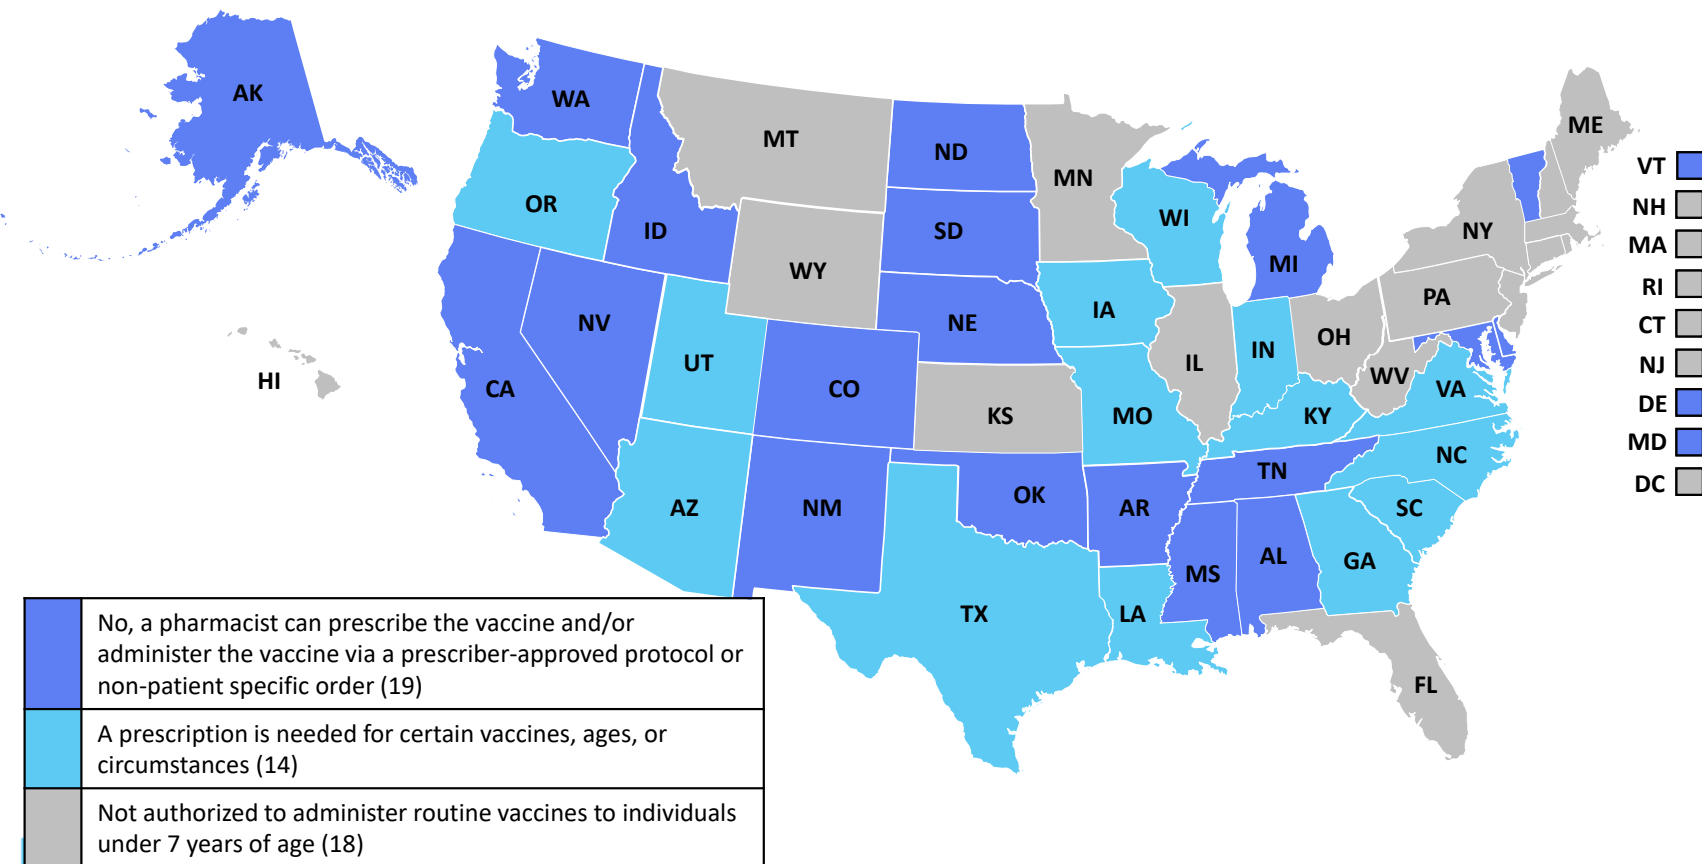 AK
WA
MT
ND
MN
ME
VT
OR
ID
SD
WI
NY
NH
MA
WY
MI
RI
PA
NV
NE
IA
OH
CT
HI
UT
CO
IL
IN
WV
NJ
CA
KS
MO
KY
VA
DE
MD
NC
TN
DC
AZ
NM
OK
AR
SC
MS
AL
GA
TX
LA
FL
No, a pharmacist can prescribe the vaccine and/or
administer the vaccine via a prescriber-approved protocol or
non-patient specific order (19)
A prescription is needed for certain vaccines, ages, or
circumstances (14)
Not authorized to administer routine vaccines to individuals
under 7 years of age (18)